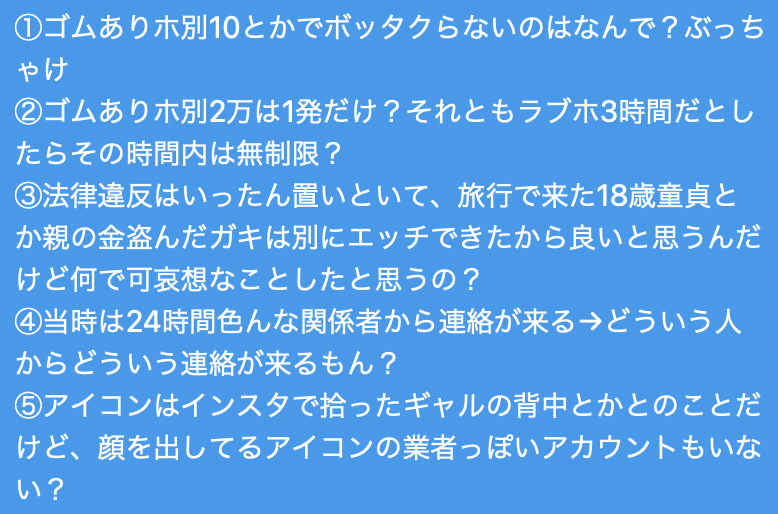 ①ゴムありホ別10とかでボッタクらないのはなんで？ぶっち
ゃけ
②ゴムありホ別2万は1発だけ？それともラブホ3時間だとし
たらその時間内は無制限？
③法律違反はいったん置いといて、旅行で来た18歳童貞と
か親の金盗んだガキは別にエッチできたから良いと思うんだ
けど何で可哀想なことしたと思うの？
④当時は24時間色んな関係者から連絡が来る→どういう人
からどういう連絡が来るもん？
⑤アイコンはインスタで拾ったギャルの背中とかとのことだ
けど、顔を出してるアイコンの業者っぽいアカウントもいな
い？